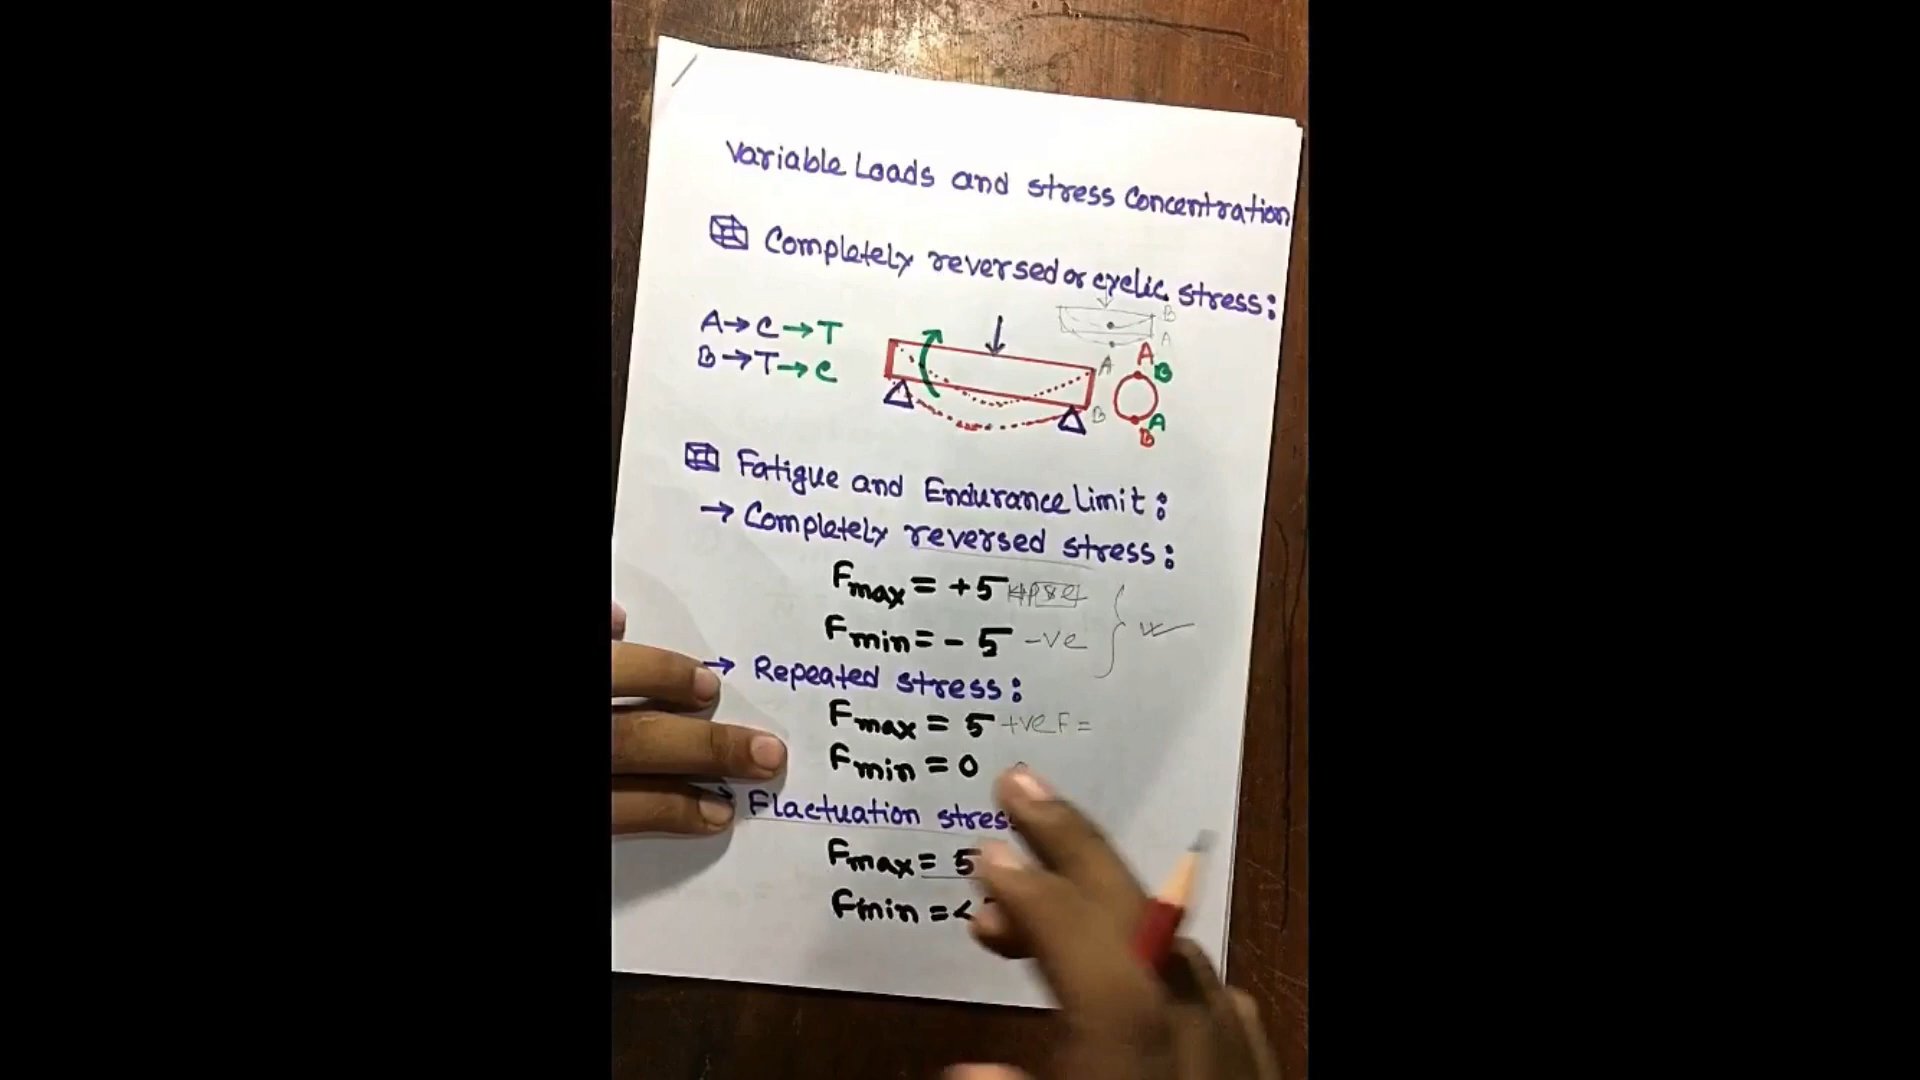 Variable Loads and stress Concentration
Completely reversed or cyclic stress:
A→C→T
B→T→C
B
A
A
A
B
B
A
B
Fatigue and Endurance Limit:
→ Completely reversed stress:
Fmax = +5
Fmin = - 5 -ve
→ Repeated stress:
Fmax = 5 +ve F =
Fmin = 0
Flactuation stress
Fmax = 5
Fmin = <